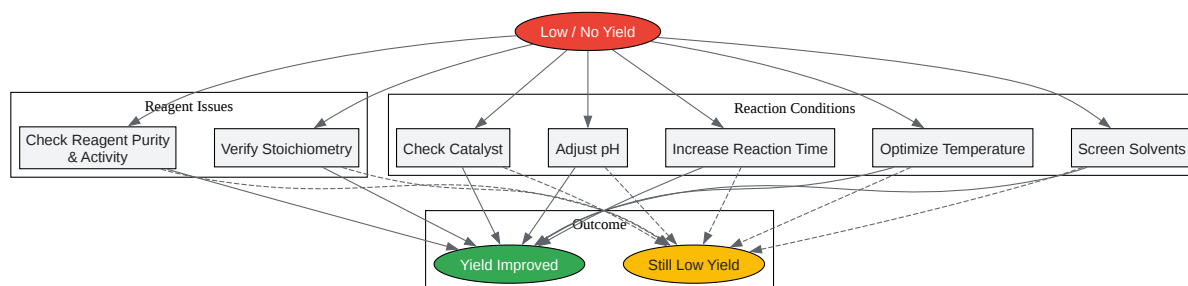 Low / No Yield
Reagent Issues
Reaction Conditions
Check Reagent Purity
& Activity
Verify Stoichiometry
Check Catalyst
Adjust pH
Increase Reaction Time
Optimize Temperature
Screen Solvents
Outcome
Yield Improved
Still Low Yield